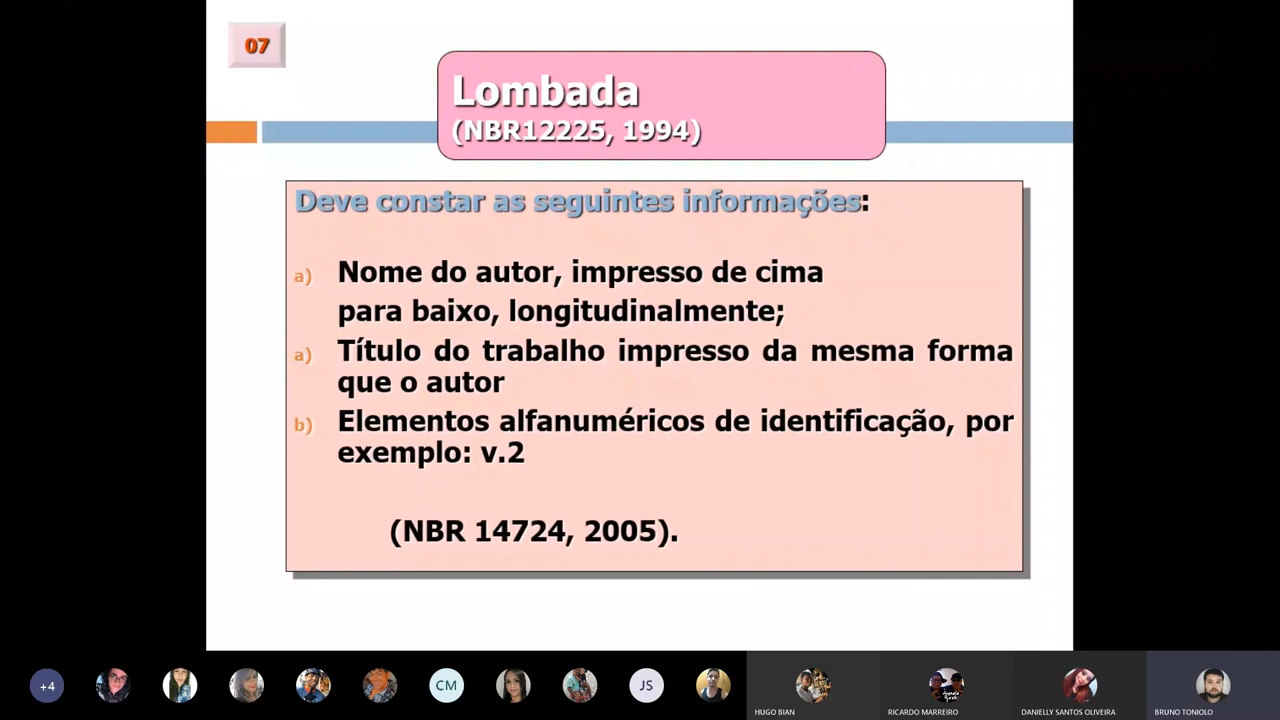 07
Lombada
(NBR12225, 1994)
Deve constar as seguintes informações:
a) Nome do autor, impresso de cima
para baixo, longitudinalmente;
a) Título do trabalho impresso da mesma forma
que o autor
b) Elementos alfanuméricos de identificação, por
exemplo: v.2
(NBR 14724, 2005).
+4
CM
JS
HUGO BIAN
RICARDO MARREIRO
DANIELLY SANTOS OLIVEIRA
BRUNO TONIOLO